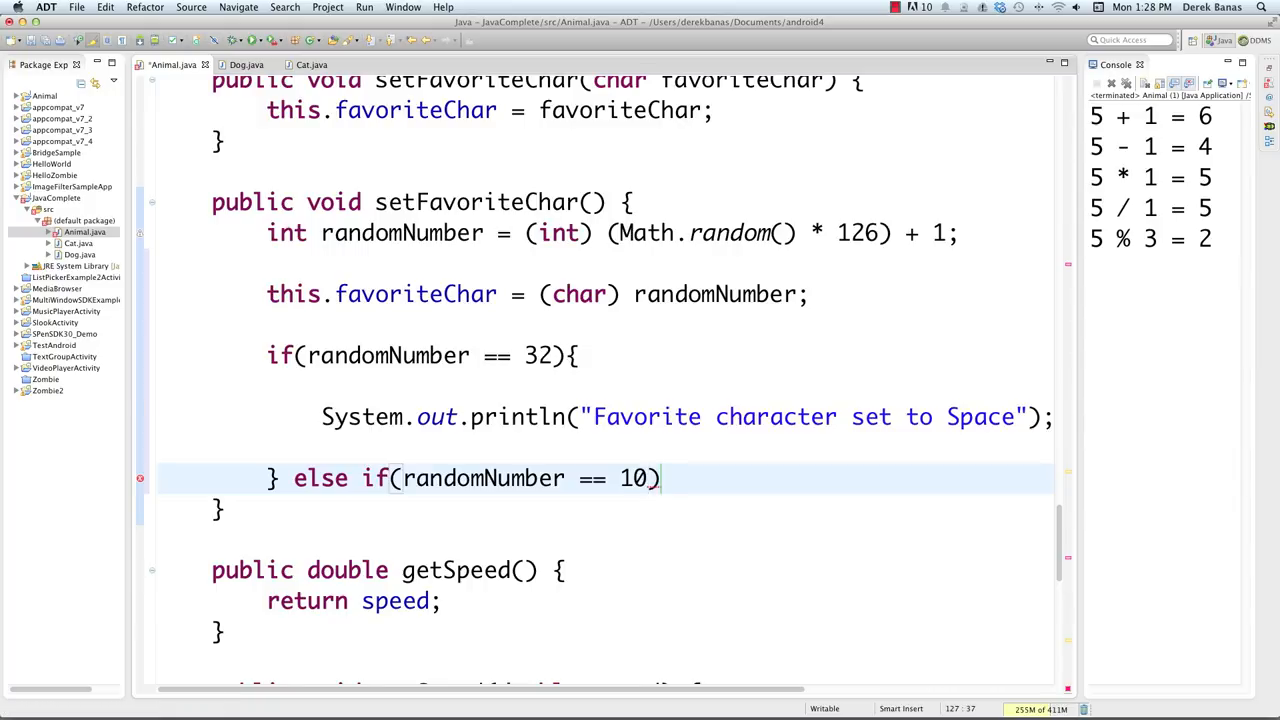 ADT File Edit Refactor Source Navigate Search Project Run Window Help
10 Mon 1:28 PM Derek Banas
Java – JavaComplete/src/Animal.java – ADT – /Users/derekbanas/Documents/android4
Quick Access
Java
DDMS
Package Exp
*Animal.java
Dog.java
Cat.java
Console
Animal
appcompat_v7
appcompat_v7_2
appcompat_v7_3
appcompat_v7_4
BridgeSample
HelloWorld
HelloZombie
ImageFilterSampleApp
JavaComplete
src
(default package)
Animal.java
Cat.java
Dog.java
JRE System Library [Ja
ListPickerExample2Activi
MediaBrowser
MultiWindowSDKExample
MusicPlayerActivity
SlookActivity
SPenSDK30_Demo
TestAndroid
TextGroupActivity
VideoPlayerActivity
Zombie
Zombie2
public void setFavoriteChar(char favoriteChar) {
this.favoriteChar = favoriteChar;
}
public void setFavoriteChar() {
int randomNumber = (int) (Math.random() * 126) + 1;
this.favoriteChar = (char) randomNumber;
if(randomNumber == 32){
System.out.println("Favorite character set to Space");
} else if(randomNumber == 10)
}
public double getSpeed() {
return speed;
}
<terminated> Animal (1) [Java Application] /S
5 + 1 = 6
5 - 1 = 4
5 * 1 = 5
5 / 1 = 5
5 % 3 = 2
Writable
Smart Insert
127 : 37
255M of 411M